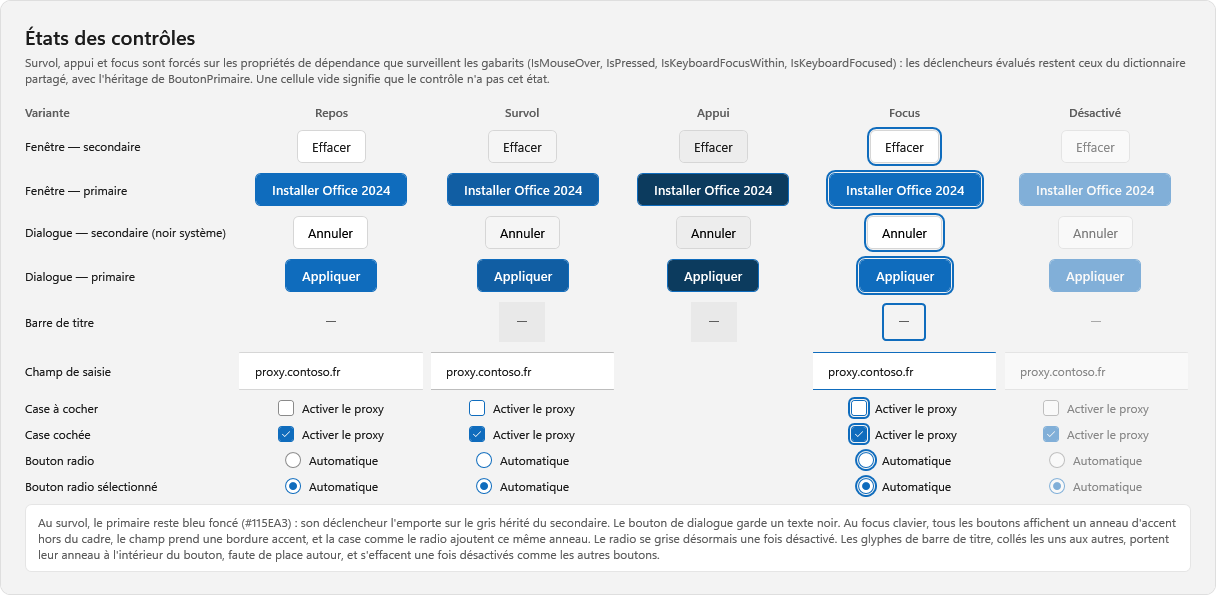 États des contrôles
Survol, appui et focus sont forcés sur les propriétés de dépendance que surveillent les gabarits (IsMouseOver, IsPressed, IsKeyboardFocusWithin, IsKeyboardFocused) : les déclencheurs évalués restent ceux du dictionnaire
partagé, avec l'héritage de BoutonPrimaire. Une cellule vide signifie que le contrôle n'a pas cet état.
Variante Repos Survol Appui Focus Désactivé
Fenêtre — secondaire Effacer Effacer Effacer Effacer Effacer
Fenêtre — primaire Installer Office 2024 Installer Office 2024 Installer Office 2024 Installer Office 2024 Installer Office 2024
Dialogue — secondaire (noir système) Annuler Annuler Annuler Annuler Annuler
Dialogue — primaire Appliquer Appliquer Appliquer Appliquer Appliquer
Barre de titre — — — — —
Champ de saisie proxy.contoso.fr proxy.contoso.fr proxy.contoso.fr proxy.contoso.fr
Case à cocher Activer le proxy Activer le proxy Activer le proxy Activer le proxy
Case cochée Activer le proxy Activer le proxy Activer le proxy Activer le proxy
Bouton radio Automatique Automatique Automatique Automatique
Bouton radio sélectionné Automatique Automatique Automatique Automatique
Au survol, le primaire reste bleu foncé (#115EA3) : son déclencheur l'emporte sur le gris hérité du secondaire. Le bouton de dialogue garde un texte noir. Au focus clavier, tous les boutons affichent un anneau d'accent
hors du cadre, le champ prend une bordure accent, et la case comme le radio ajoutent ce même anneau. Le radio se grise désormais une fois désactivé. Les glyphes de barre de titre, collés les uns aux autres, portent
leur anneau à l'intérieur du bouton, faute de place autour, et s'effacent une fois désactivés comme les autres boutons.